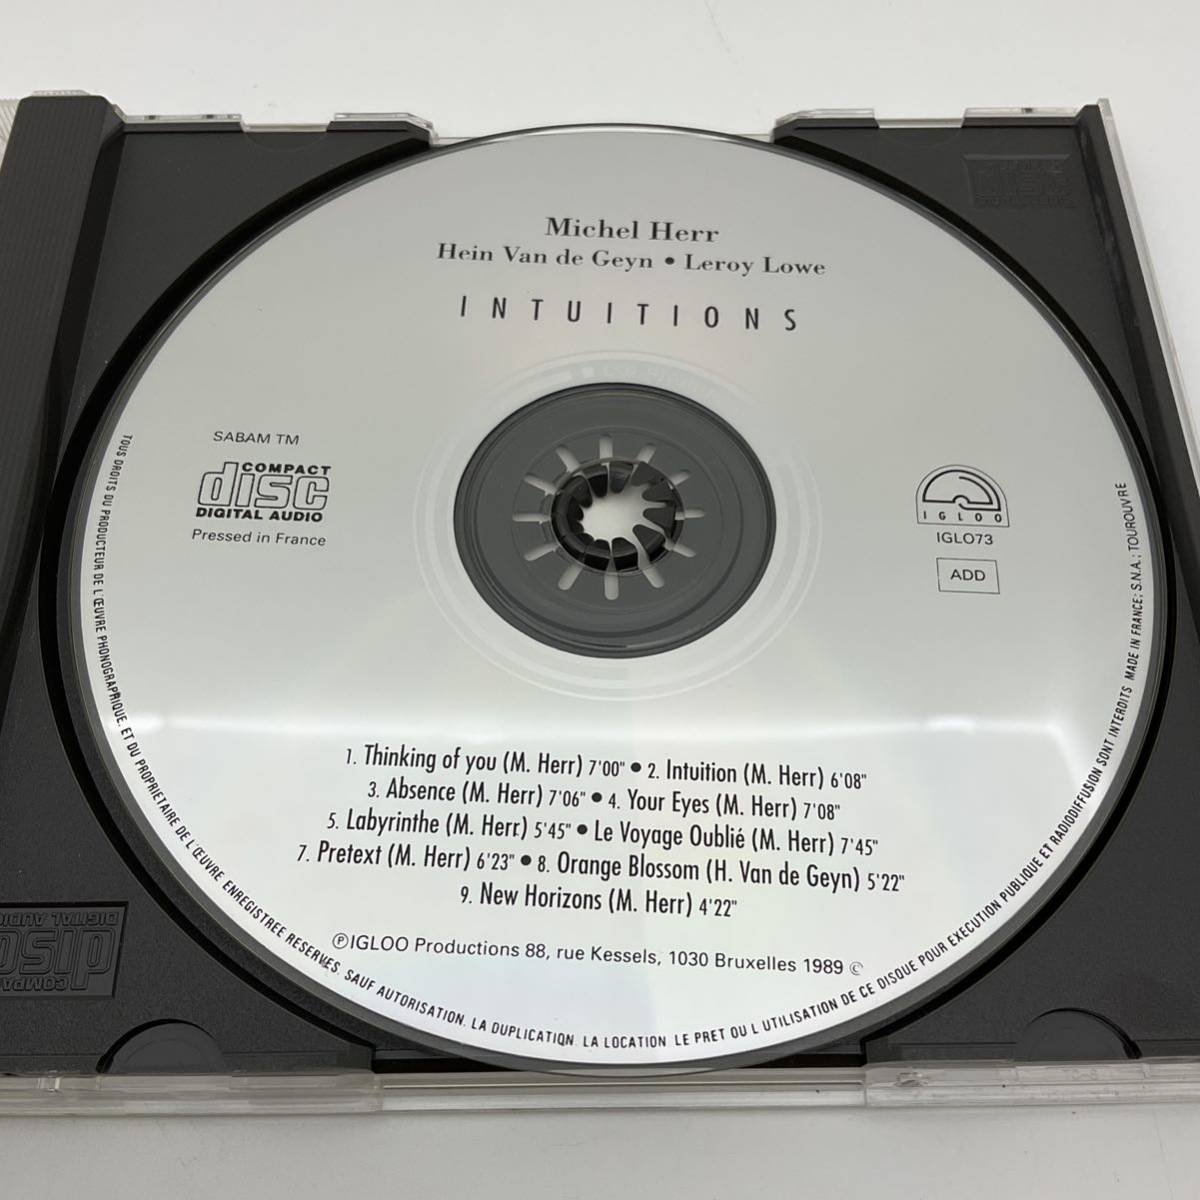 Michel Herr
Hein Van de Geyn • Leroy Lowe
INTUITIONS
SABAM TM
COMPACT
disc
DIGITAL AUDIO
Pressed in France
IGLOO
IGLO73
ADD
1. Thinking of you (M. Herr) 7'00" • 2. Intuition (M. Herr) 6'08"
3. Absence (M. Herr) 7'06" • 4. Your Eyes (M. Herr) 7'08"
5. Labyrinthe (M. Herr) 5'45" • Le Voyage Oublié (M. Herr) 7'45"
7. Pretext (M. Herr) 6'23" • 8. Orange Blossom (H. Van de Geyn) 5'22"
9. New Horizons (M. Herr) 4'22"
℗IGLOO Productions 88, rue Kessels, 1030 Bruxelles 1989 ©
TOUS DROITS DU PRODUCTEUR DE L'ŒUVRE PHONOGRAPHIQUE. ET DU PROPRIETAIRE DE L'ŒUVRE ENREGISTREE RESERVES. SAUF AUTORISATION. LA DUPLICATION. LA LOCATION LE PRET OU L UTILISATION DE CE DISQUE POUR EXECUTION PUBLIQUE ET RADIODIFFUSION SONT INTERDITS MADE IN FRANCE; S.N.A.; TOUROUVRE
disc
COMPACT
disc
DIGITAL AUDIO